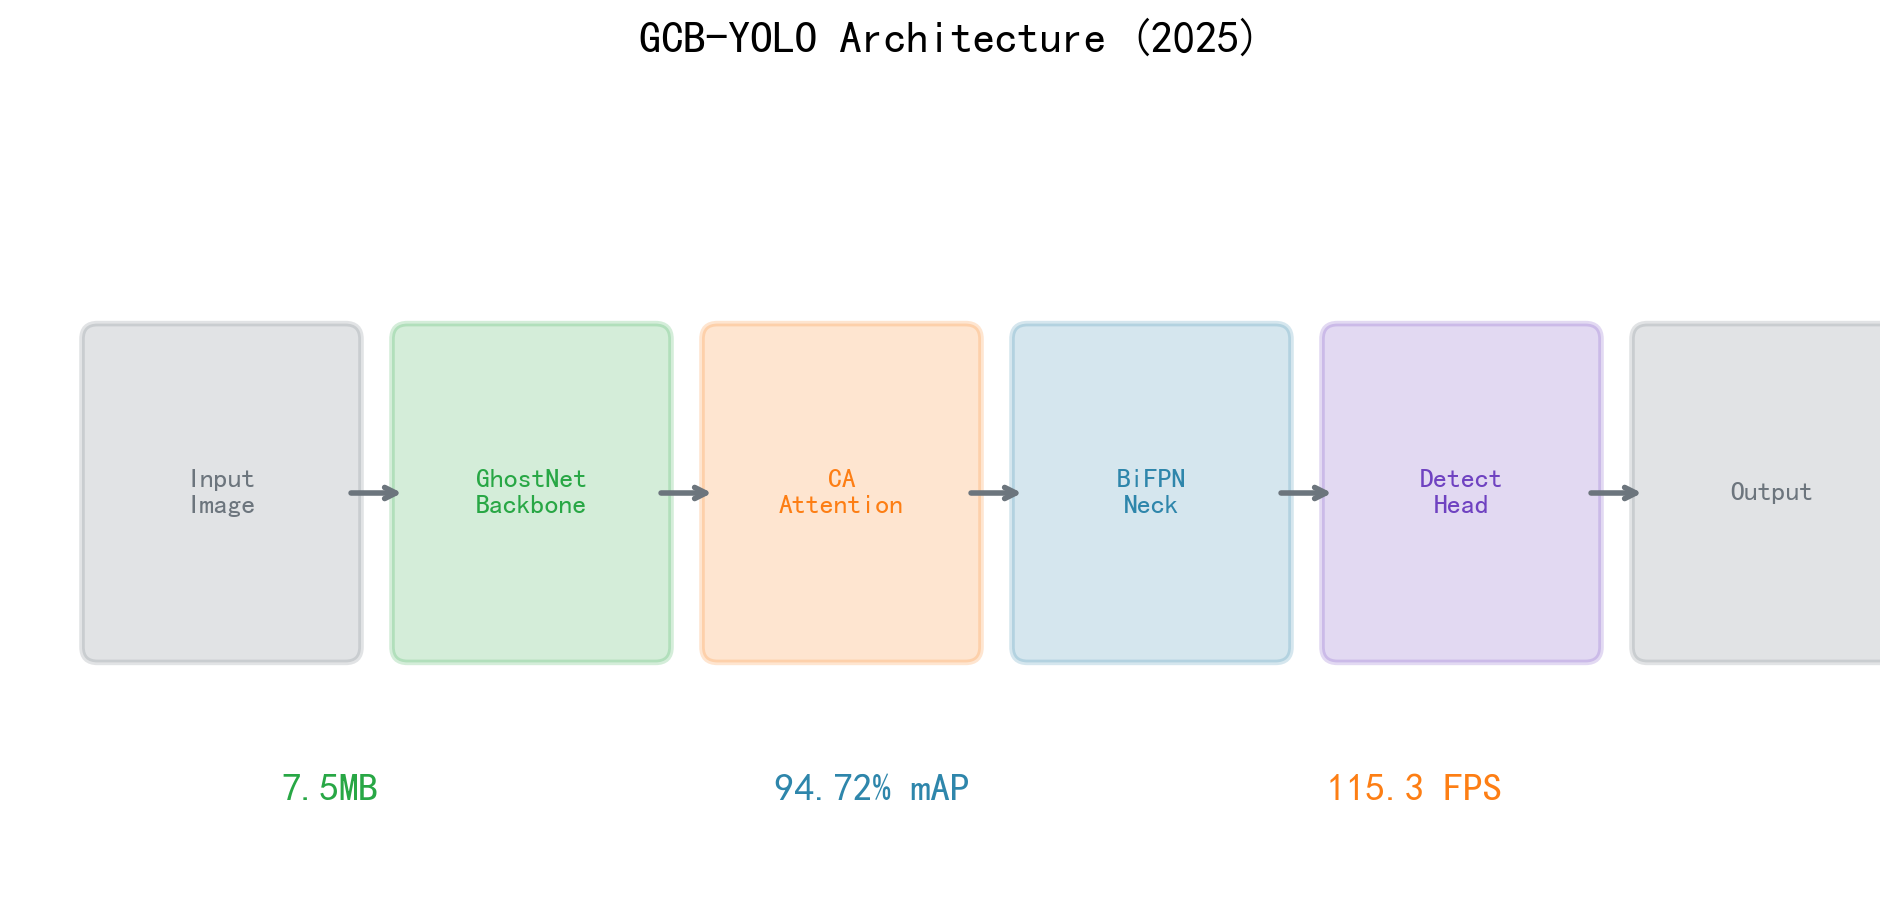 GCB-YOLO Architecture (2025)
Input
Image
GhostNet
Backbone
CA
Attention
BiFPN
Neck
Detect
Head
Output
7.5MB
94.72% mAP
115.3 FPS